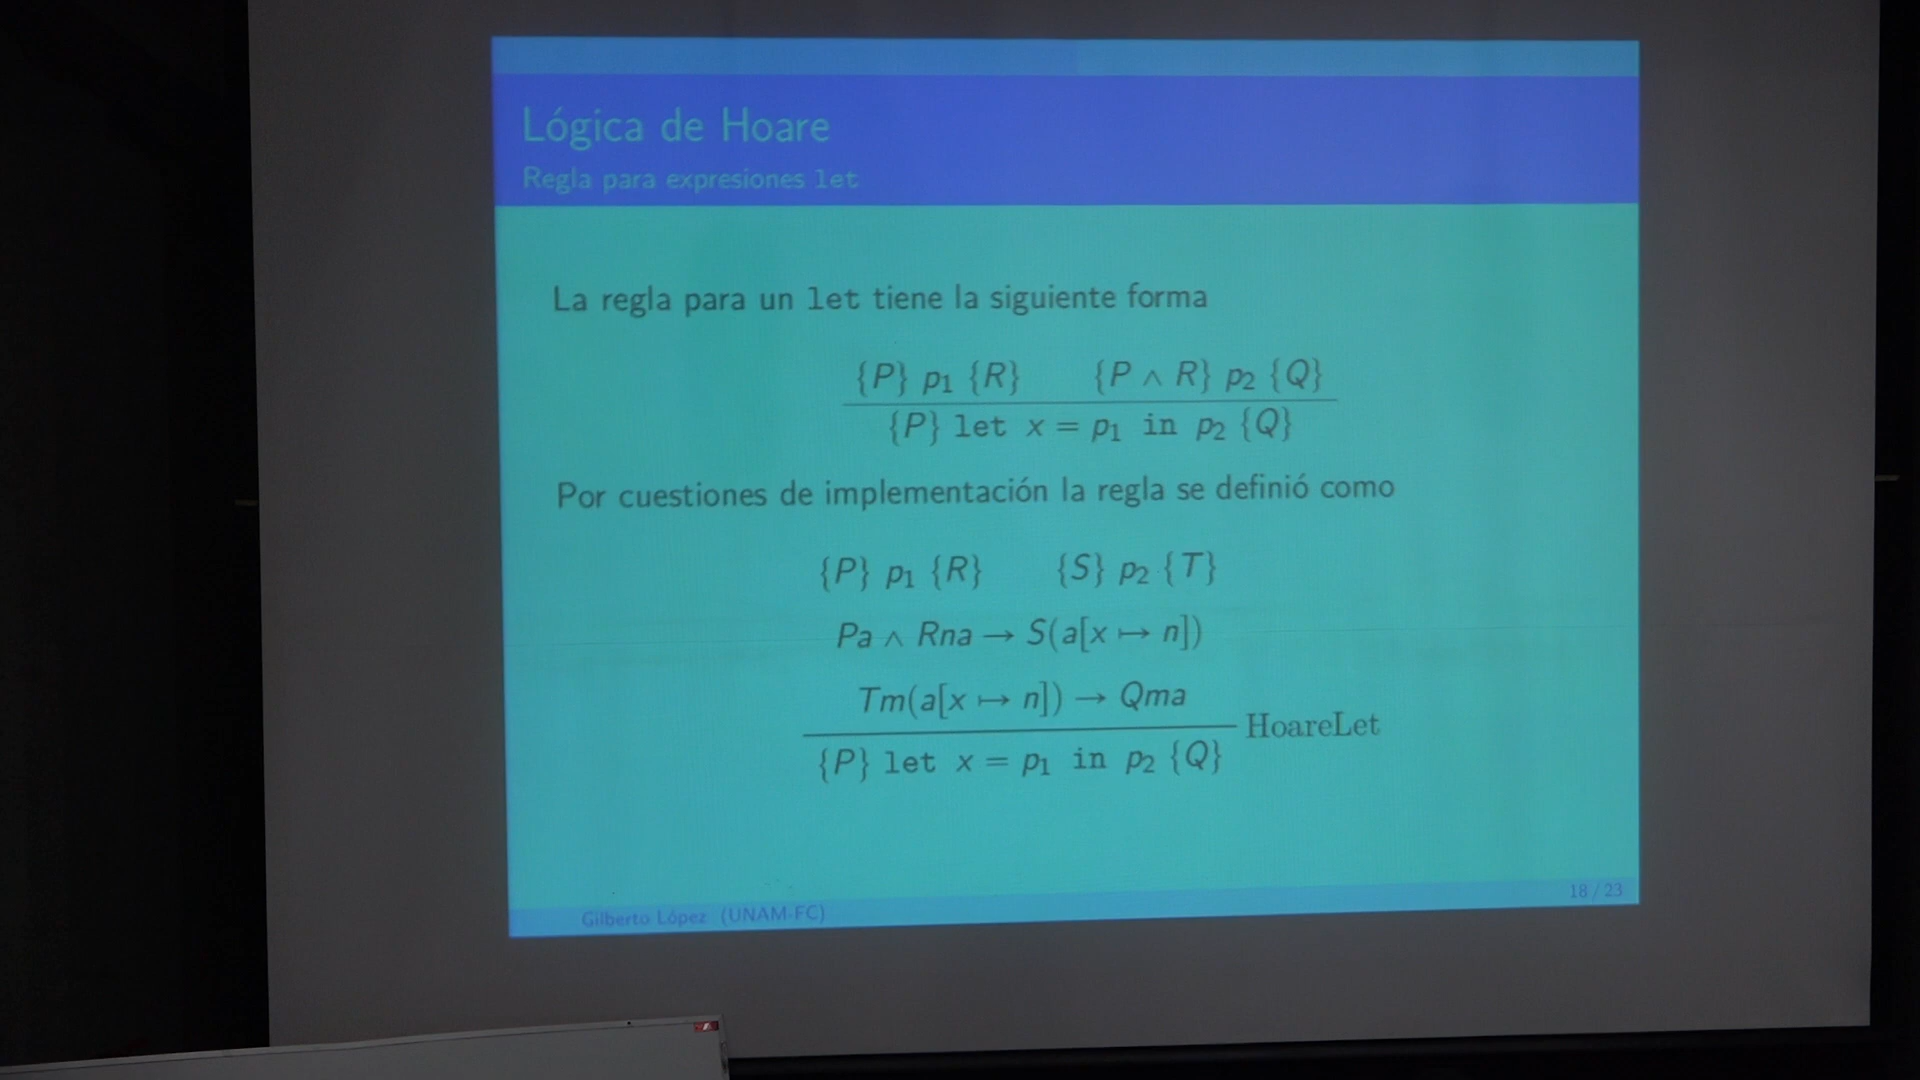 Lógica de Hoare
Regla para expresiones let
La regla para un let tiene la siguiente forma
{P} p₁ {R} {P ∧ R} p₂ {Q}
{P} let x = p₁ in p₂ {Q}
Por cuestiones de implementación la regla se definió como
{P} p₁ {R} {S} p₂ {T}
Pa ∧ Rna → S(a[x ↦ n])
Tm(a[x ↦ n]) → Qma
HoareLet
{P} let x = p₁ in p₂ {Q}
Gilberto López (UNAM-FC)
18 / 23